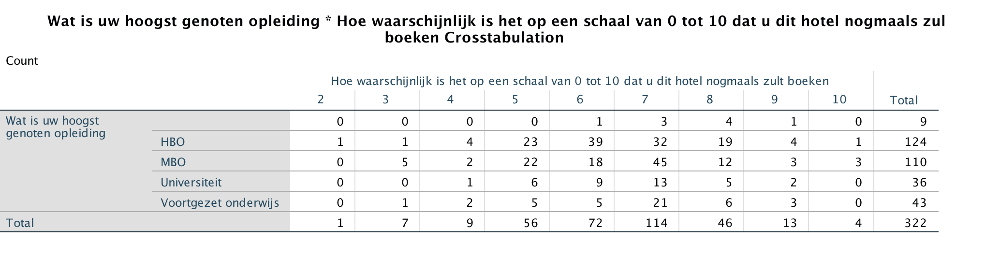 Wat is uw hoogst genoten opleiding * Hoe waarschijnlijk is het op een schaal van 0 tot 10 dat u dit hotel nogmaals zul
boeken Crosstabulation
Count
Hoe waarschijnlijk is het op een schaal van 0 tot 10 dat u dit hotel nogmaals zult boeken
2 3 4 5 6 7 8 9 10 Total
Wat is uw hoogst
genoten opleiding
0 0 0 0 1 3 4 1 0 9
HBO 1 1 4 23 39 32 19 4 1 124
MBO 0 5 2 22 18 45 12 3 3 110
Universiteit 0 0 1 6 9 13 5 2 0 36
Voortgezet onderwijs 0 1 2 5 5 21 6 3 0 43
Total 1 7 9 56 72 114 46 13 4 322